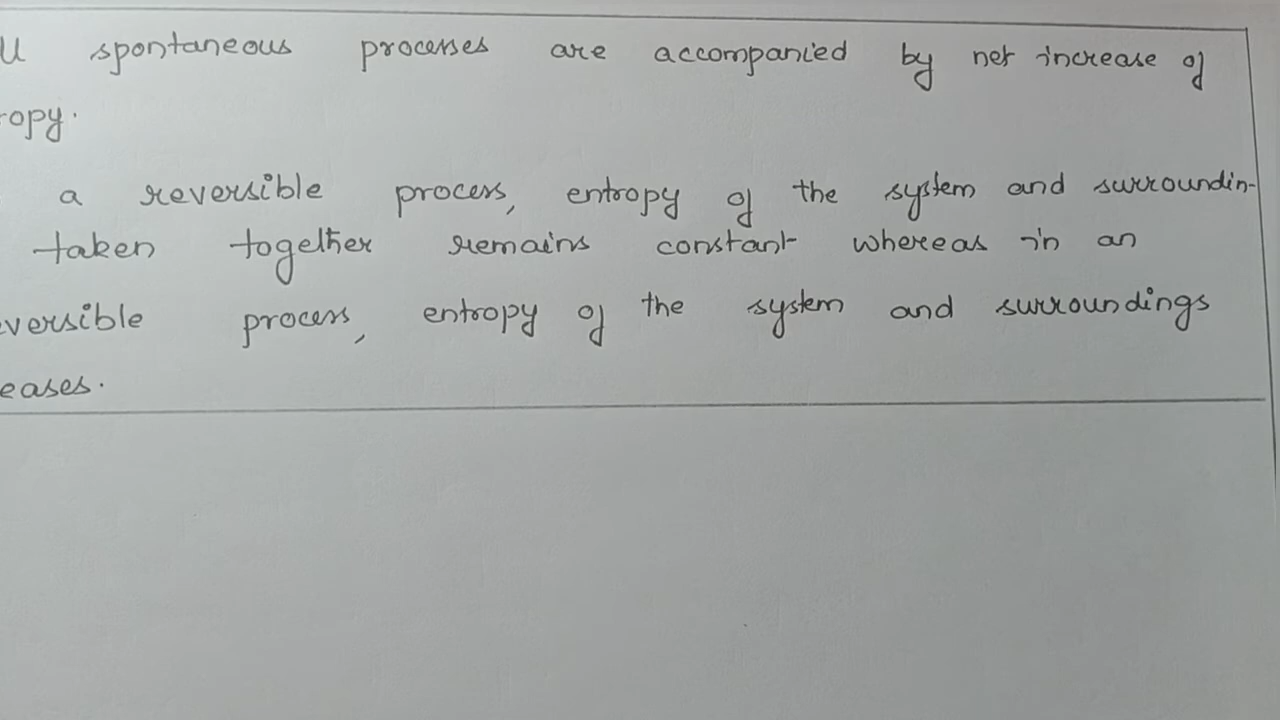 ll spontaneous processes are accompanied by net increase of
ropy.
a reversible process, entropy of the system and surroundin-
taken together remains constant whereas in an
versible process, entropy of the system and surroundings
eases.